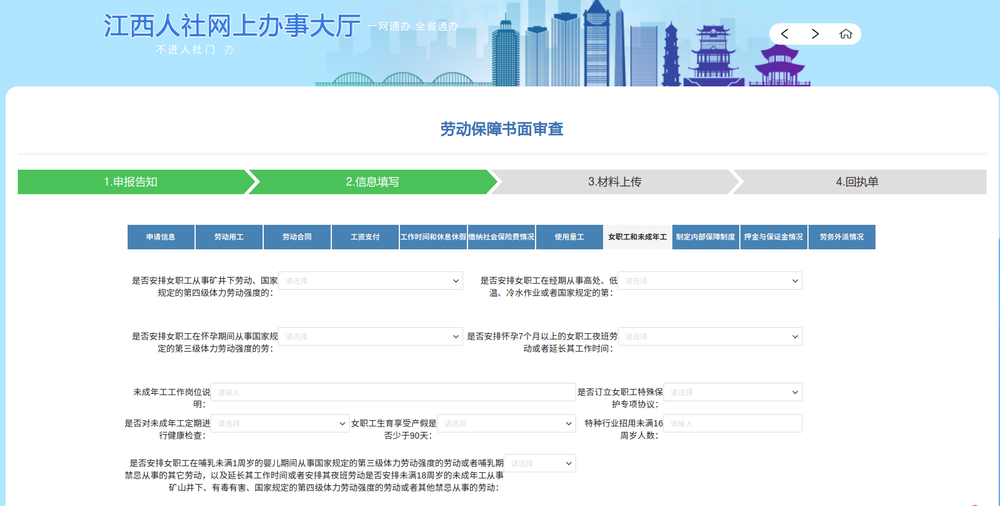 江西人社网上办事大厅 一网通办 全省通办
不进人社门 办
劳动保障书面审查
1.申报告知 2.信息填写 3.材料上传 4.回执单
申请信息 劳动用工 劳动合同 工资支付 工作时间和休息休假 缴纳社会保险费情况 使用童工 女职工和未成年工 制定内部保障制度 押金与保证金情况 劳务外派情况
是否安排女职工从事矿井下劳动、国家
规定的第四级体力劳动强度的：
请选择
是否安排女职工在经期从事高处、低
温、冷水作业或者国家规定的第：
请选择
是否安排女职工在怀孕期间从事国家规
定的第三级体力劳动强度的劳：
请选择
是否安排怀孕7个月以上的女职工夜班劳
动或者延长其工作时间：
请选择
未成年工工作岗位说
明：
请输入
是否订立女职工特殊保
护专项协议：
请选择
是否对未成年工定期进
行健康检查：
请选择
女职工生育享受产假是
否少于90天：
请选择
特种行业招用未满16
周岁人数：
请输入
是否安排女职工在哺乳未满1周岁的婴儿期间从事国家规定的第三级体力劳动强度的劳动或者哺乳期
禁忌从事的其它劳动，以及延长其工作时间或者安排其夜班劳动是否安排未满18周岁的未成年工从事
矿山井下、有毒有害、国家规定的第四级体力劳动强度的劳动或者其他禁忌从事的劳动：
请选择